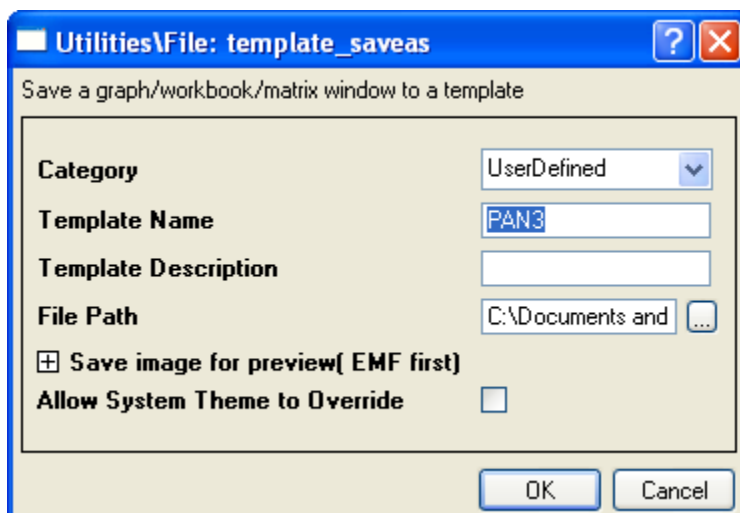 Utilities\File: template_saveas
Save a graph/workbook/matrix window to a template
Category UserDefined
Template Name PAN3
Template Description
File Path C:\Documents and ...
Save image for preview( EMF first)
Allow System Theme to Override
OK Cancel